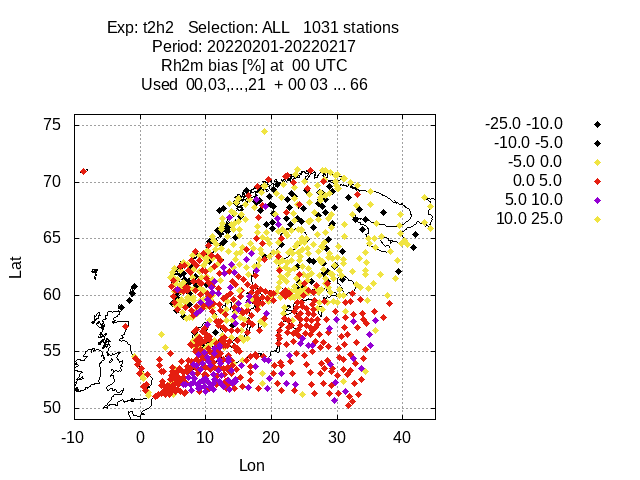 Exp: t2h2   Selection: ALL   1031 stations
Period: 20220201-20220217
Rh2m bias [%] at  00 UTC
Used  00,03,...,21  + 00 03 ... 66
-25.0 -10.0
-10.0 -5.0
-5.0 0.0
0.0 5.0
5.0 10.0
10.0 25.0
75
70
65
60
55
50
Lat
-10 0 10 20 30 40
Lon